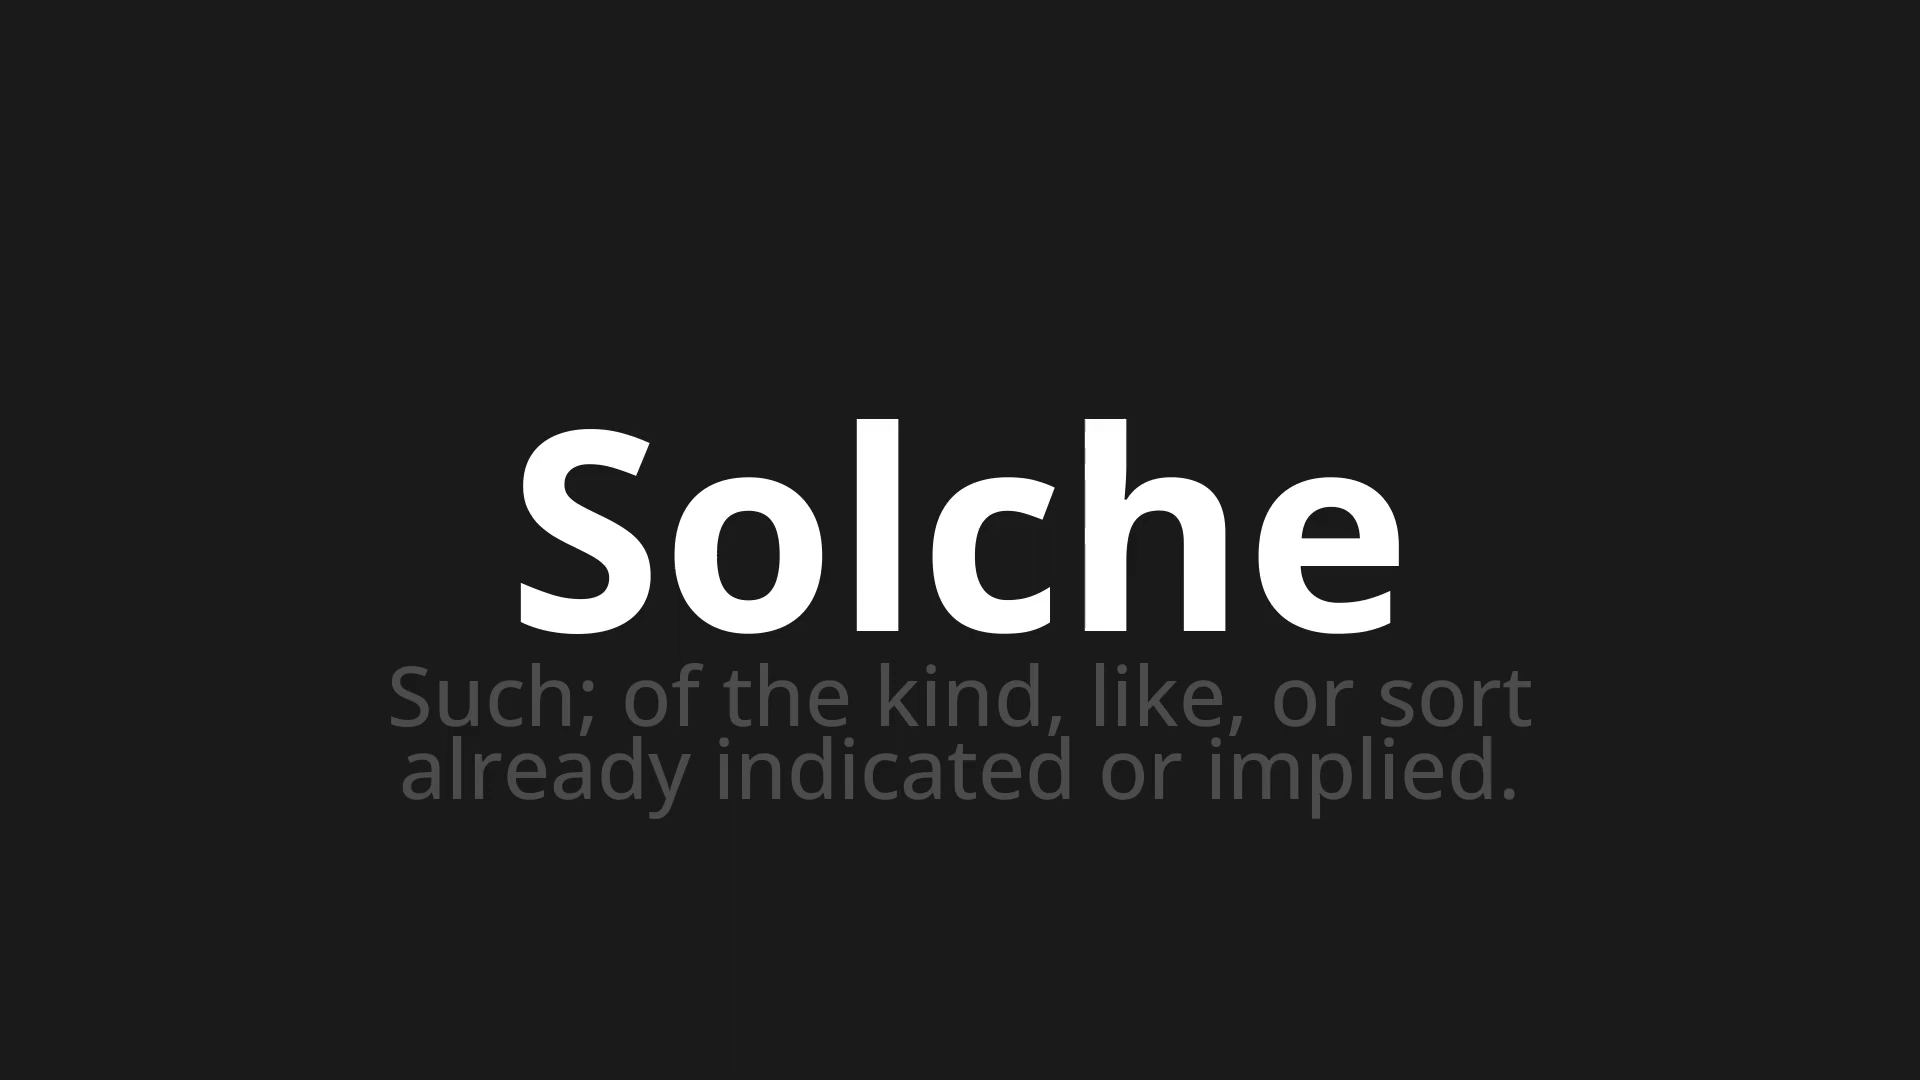 Solche
Such; of the kind, like, or sort
already indicated or implied.